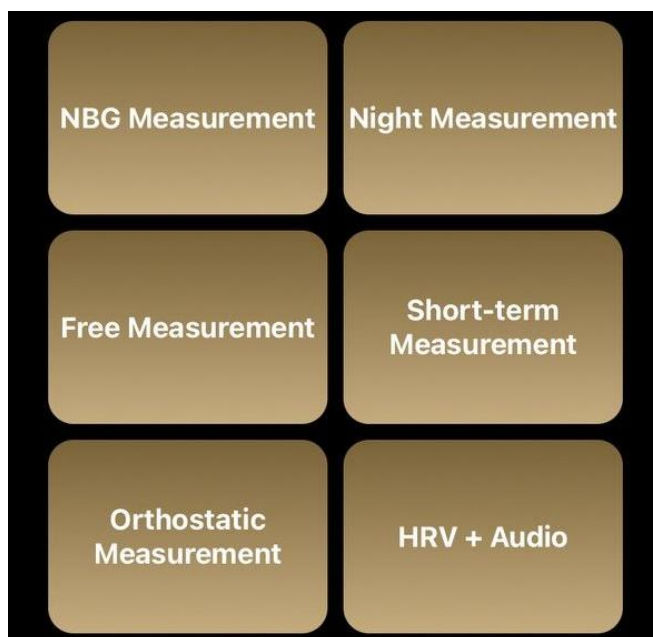 NBG Measurement
Night Measurement
Free Measurement
Short-term
Measurement
Orthostatic
Measurement
HRV + Audio